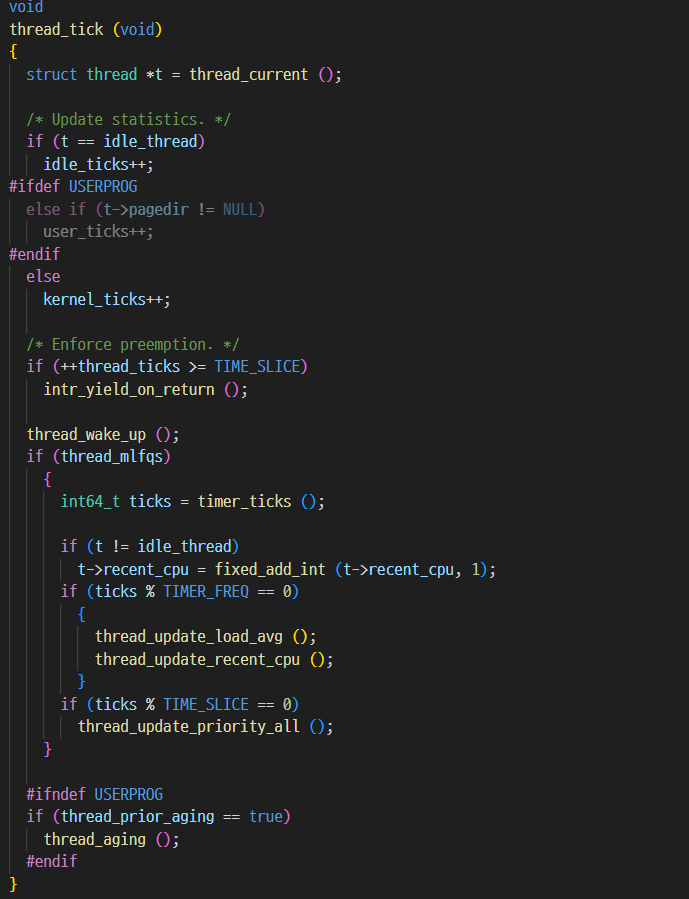 void
thread_tick (void)
{
  struct thread *t = thread_current ();

  /* Update statistics. */
  if (t == idle_thread)
    idle_ticks++;
#ifdef USERPROG
  else if (t->pagedir != NULL)
    user_ticks++;
#endif
  else
    kernel_ticks++;

  /* Enforce preemption. */
  if (++thread_ticks >= TIME_SLICE)
    intr_yield_on_return ();

  thread_wake_up ();
  if (thread_mlfqs)
    {
      int64_t ticks = timer_ticks ();

      if (t != idle_thread)
        t->recent_cpu = fixed_add_int (t->recent_cpu, 1);
      if (ticks % TIMER_FREQ == 0)
        {
          thread_update_load_avg ();
          thread_update_recent_cpu ();
        }
      if (ticks % TIME_SLICE == 0)
        thread_update_priority_all ();
    }

  #ifndef USERPROG
  if (thread_prior_aging == true)
    thread_aging ();
  #endif
}